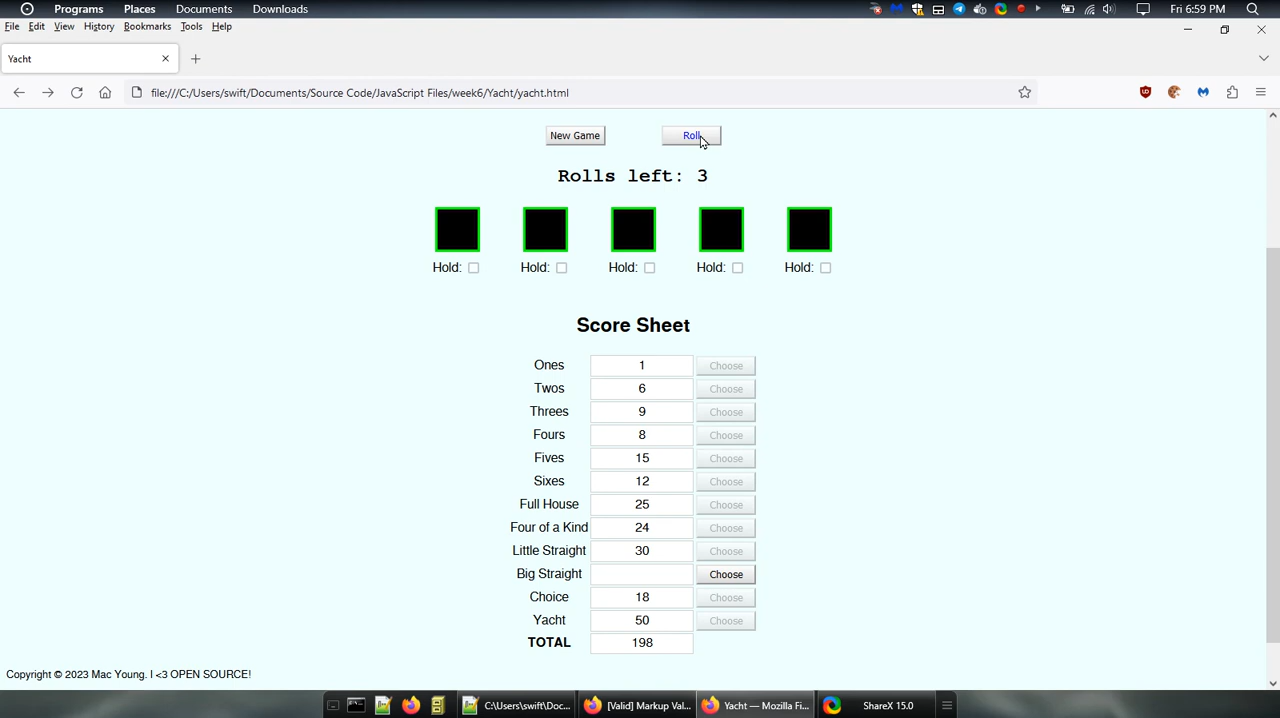 Programs Places Documents Downloads Fri 6:59 PM
File Edit View History Bookmarks Tools Help
Yacht
file:///C:/Users/swift/Documents/Source Code/JavaScript Files/week6/Yacht/yacht.html
New Game Roll
Rolls left: 3
Hold: Hold: Hold: Hold: Hold:
Score Sheet
Ones 1 Choose
Twos 6 Choose
Threes 9 Choose
Fours 8 Choose
Fives 15 Choose
Sixes 12 Choose
Full House 25 Choose
Four of a Kind 24 Choose
Little Straight 30 Choose
Big Straight Choose
Choice 18 Choose
Yacht 50 Choose
TOTAL 198
Copyright © 2023 Mac Young. I <3 OPEN SOURCE!
C:\Users\swift\Doc... [Valid] Markup Val... Yacht — Mozilla Fi... ShareX 15.0